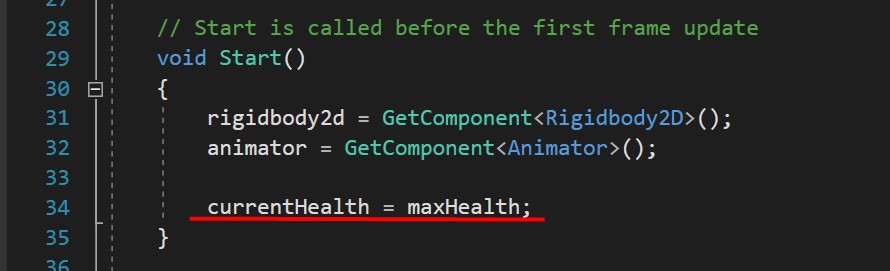 27
28 // Start is called before the first frame update
29 void Start()
30 {
31 rigidbody2d = GetComponent<Rigidbody2D>();
32 animator = GetComponent<Animator>();
33
34 currentHealth = maxHealth;
35 }
36